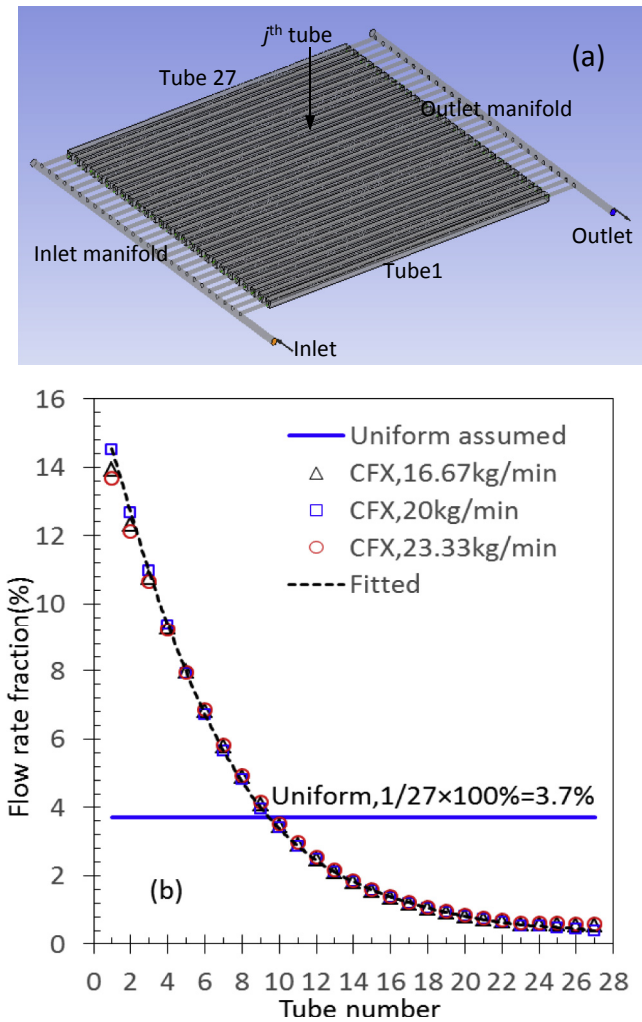 j th tube
(a)
Tube 27
Outlet manifold
Inlet manifold
Outlet
Tube1
Inlet
16
14
12
10
8
6
4
2
0
Flow rate fraction(%)
Uniform assumed
CFX,16.67kg/min
CFX,20kg/min
CFX,23.33kg/min
Fitted
Uniform,1/27×100%=3.7%
(b)
0 2 4 6 8 10 12 14 16 18 20 22 24 26 28
Tube number